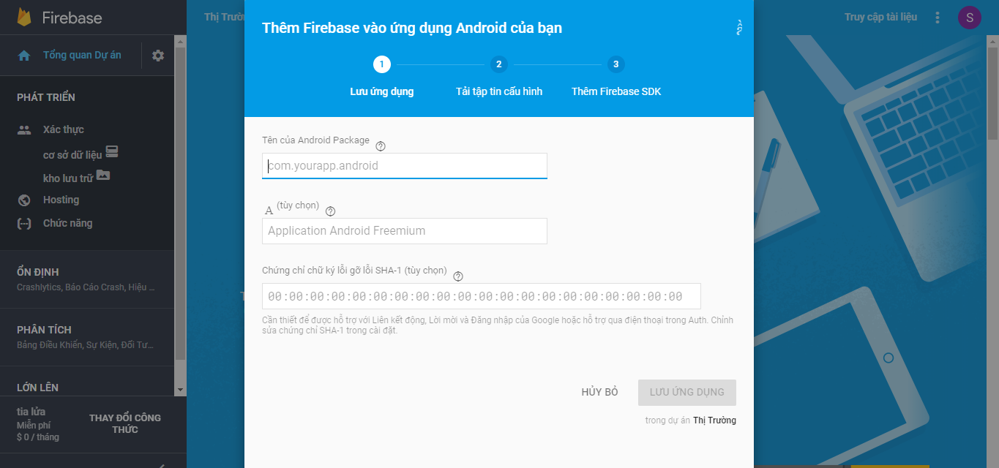 Firebase
Tổng quan Dự án
PHÁT TRIỂN
Xác thực
cơ sở dữ liệu
kho lưu trữ
Hosting
Chức năng
ỔN ĐỊNH
Crashlytics, Báo Cáo Crash, Hiệu ...
PHÂN TÍCH
Bảng Điều Khiển, Sự Kiện, Đối Tư...
LỚN LÊN
tia lửa
Miễn phí
$ 0 / tháng
THAY ĐỔI CÔNG
THỨC
Thị Trườ
Truy cập tài liệu
S
Thêm Firebase vào ứng dụng Android của bạn
1
2
3
Lưu ứng dụng
Tải tập tin cấu hình
Thêm Firebase SDK
Tên của Android Package ?
com.yourapp.android
A (tùy chọn) ?
Application Android Freemium
Chứng chỉ chữ ký lỗi gỡ lỗi SHA-1 (tùy chọn) ?
00:00:00:00:00:00:00:00:00:00:00:00:00:00:00:00:00:00:00:00
Cần thiết để được hỗ trợ với Liên kết động, Lời mời và Đăng nhập của Google hoặc hỗ trợ qua điện thoại trong Auth. Chỉnh
sửa chứng chỉ SHA-1 trong cài đặt.
HỦY BỎ
LƯU ỨNG DỤNG
trong dự án Thị Trường